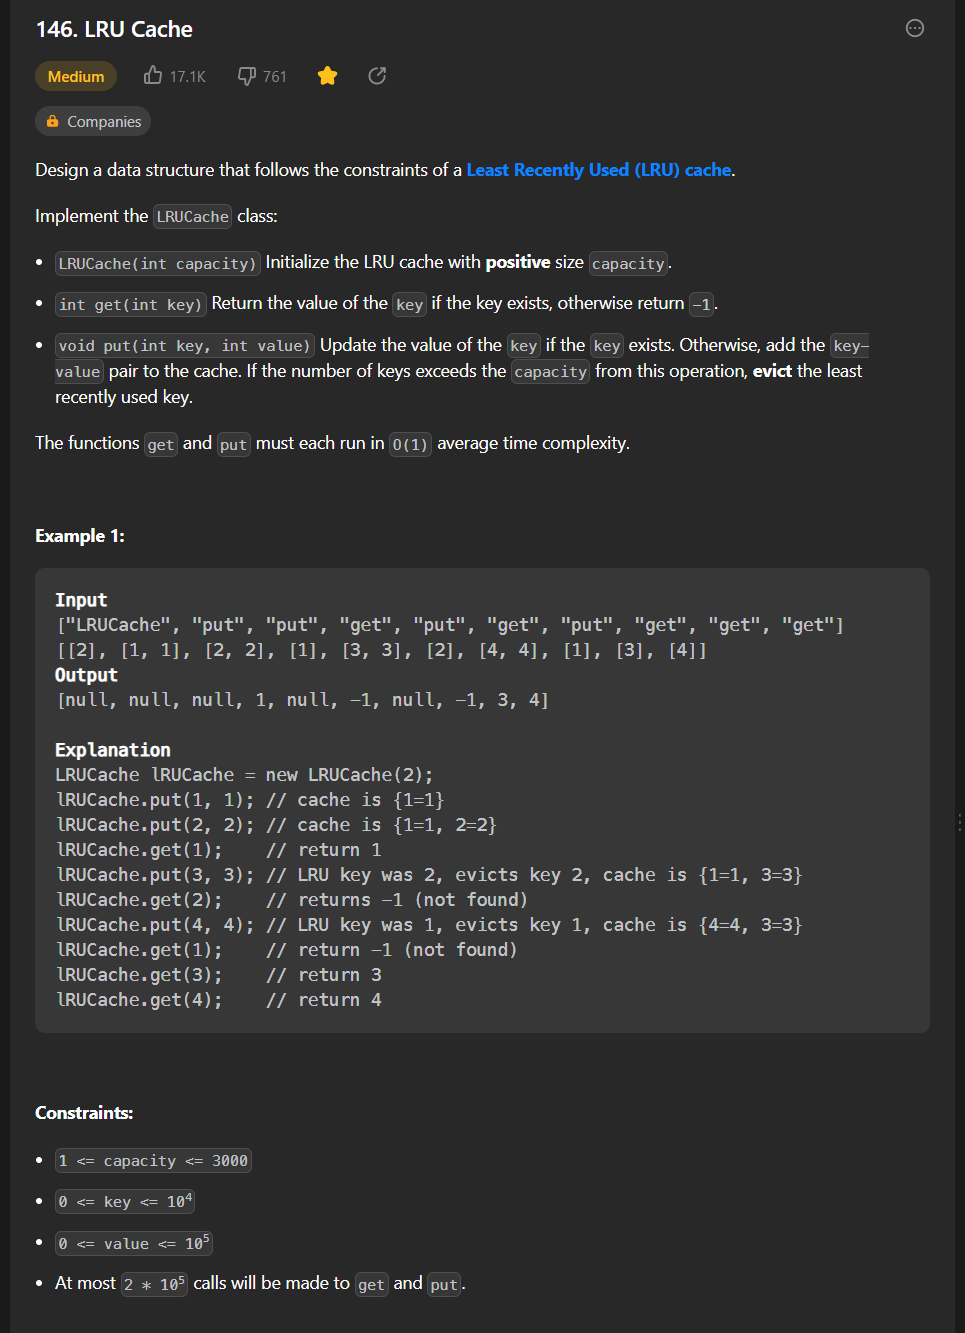 146. LRU Cache
Medium 17.1K 761
Companies
Design a data structure that follows the constraints of a Least Recently Used (LRU) cache.
Implement the LRUCache class:
• LRUCache(int capacity) Initialize the LRU cache with positive size capacity.
• int get(int key) Return the value of the key if the key exists, otherwise return -1.
• void put(int key, int value) Update the value of the key if the key exists. Otherwise, add the key-
value pair to the cache. If the number of keys exceeds the capacity from this operation, evict the least
recently used key.
The functions get and put must each run in O(1) average time complexity.
Example 1:
Input
["LRUCache", "put", "put", "get", "put", "get", "put", "get", "get", "get"]
[[2], [1, 1], [2, 2], [1], [3, 3], [2], [4, 4], [1], [3], [4]]
Output
[null, null, null, 1, null, -1, null, -1, 3, 4]
Explanation
LRUCache lRUCache = new LRUCache(2);
lRUCache.put(1, 1); // cache is {1=1}
lRUCache.put(2, 2); // cache is {1=1, 2=2}
lRUCache.get(1);    // return 1
lRUCache.put(3, 3); // LRU key was 2, evicts key 2, cache is {1=1, 3=3}
lRUCache.get(2);    // returns -1 (not found)
lRUCache.put(4, 4); // LRU key was 1, evicts key 1, cache is {4=4, 3=3}
lRUCache.get(1);    // return -1 (not found)
lRUCache.get(3);    // return 3
lRUCache.get(4);    // return 4
Constraints:
• 1 <= capacity <= 3000
• 0 <= key <= 10⁴
• 0 <= value <= 10⁵
• At most 2 * 10⁵ calls will be made to get and put.